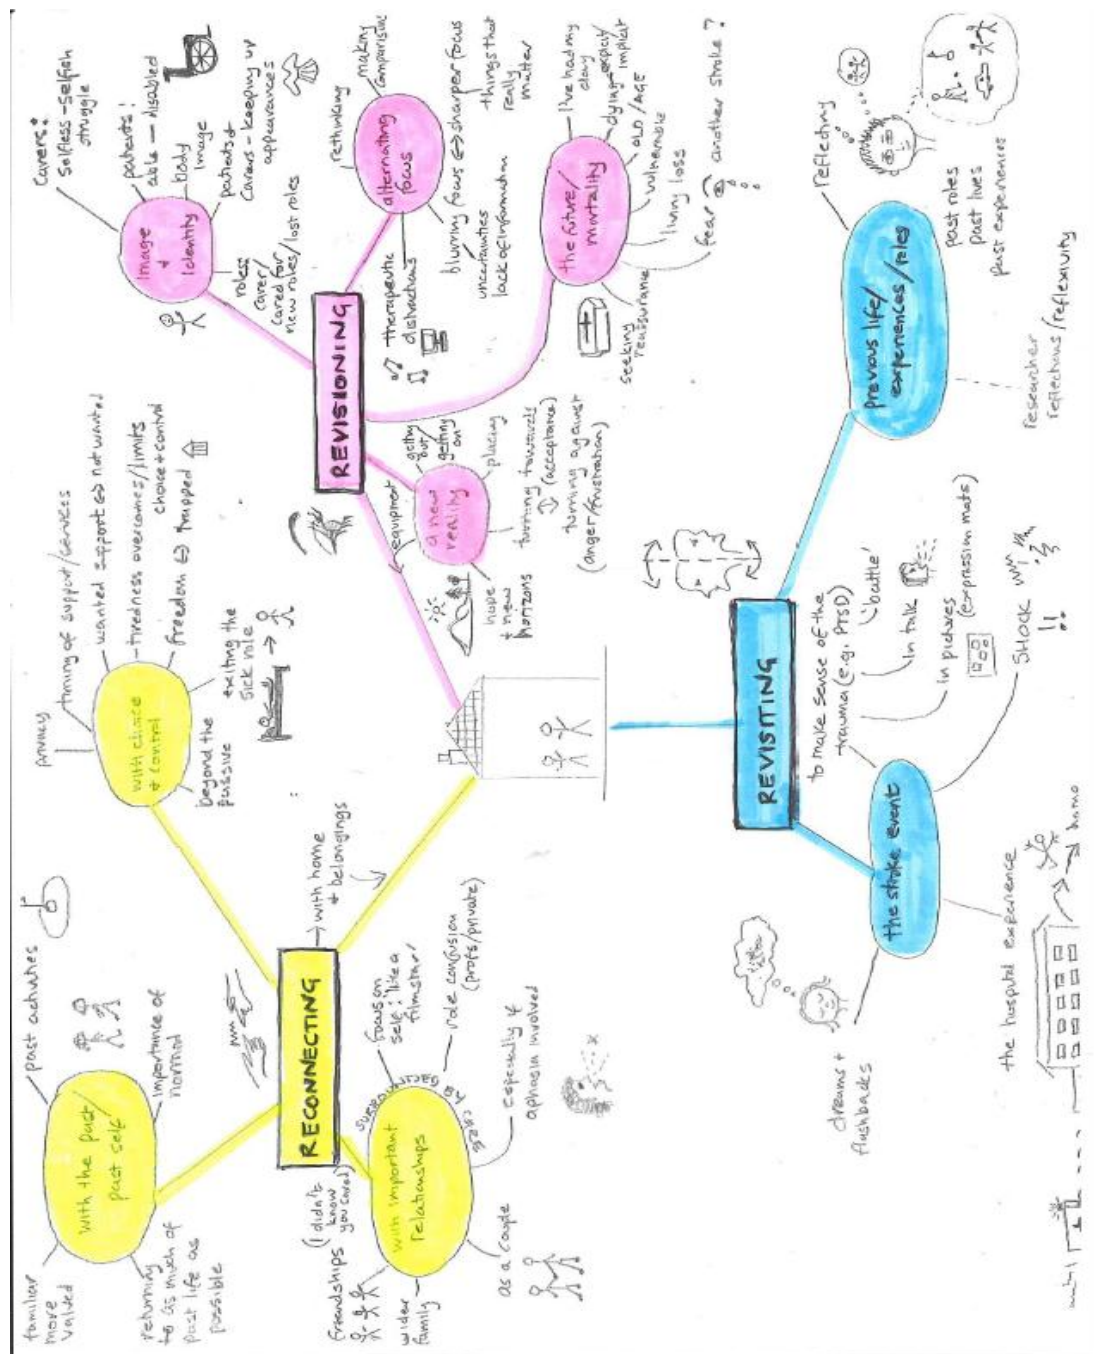 familiar
more
valued
past activities
with the past/
past self
importance of
normal
returning
to as much of
past life as
possible
privacy
timing of support/services
wanted support ⇔ not wanted
with choice
+ control
tiredness overcomes/limits
choice + control
freedom ⇔ trapped
beyond the
passive
exiting the
sick role
RECONNECTING
→ with home
+ belongings
friendships
(I didn't
know
you cared)
wider
family
with important
relationships
SURROUN
BY
CARERS
focus on
self: 'like a
filmstar'
role confusion
(profs/private)
especially if
aphasia involved
as a couple
carers:
selfless - selfish
struggle
patients:
able — disabled
body
image
patients +
carers - keeping up
appearances
image
+
identity
roles:
carer/
cared for
new roles/lost roles
REVISIONING
rethinking
making
comparisons
alternating
focus
therapeutic
distractions
blurring focus ⇔ sharper focus
uncertainties
lack of information
things that
really
matter
the future/
mortality
I've had my
day
dying - explicit/
implicit
OLD/AGE
vulnerable
living loss
fear
another stroke?
seeking
reassurance
equipment
a new
reality
getting
out/
getting
on
placing
turning towards
(acceptance)
turning against
(anger/frustration)
hope
+ new
horizons
REVISITING
to make sense of the
trauma (e.g. PTSD)
'battle'
in talk
in pictures
(expression mats)
SHOCK
!!
the stroke event
dreams +
flashbacks
the hospital experience
home
previous life/
experiences/roles
reflecting
past roles
past lives
past experiences
researcher
reflections/reflexivity